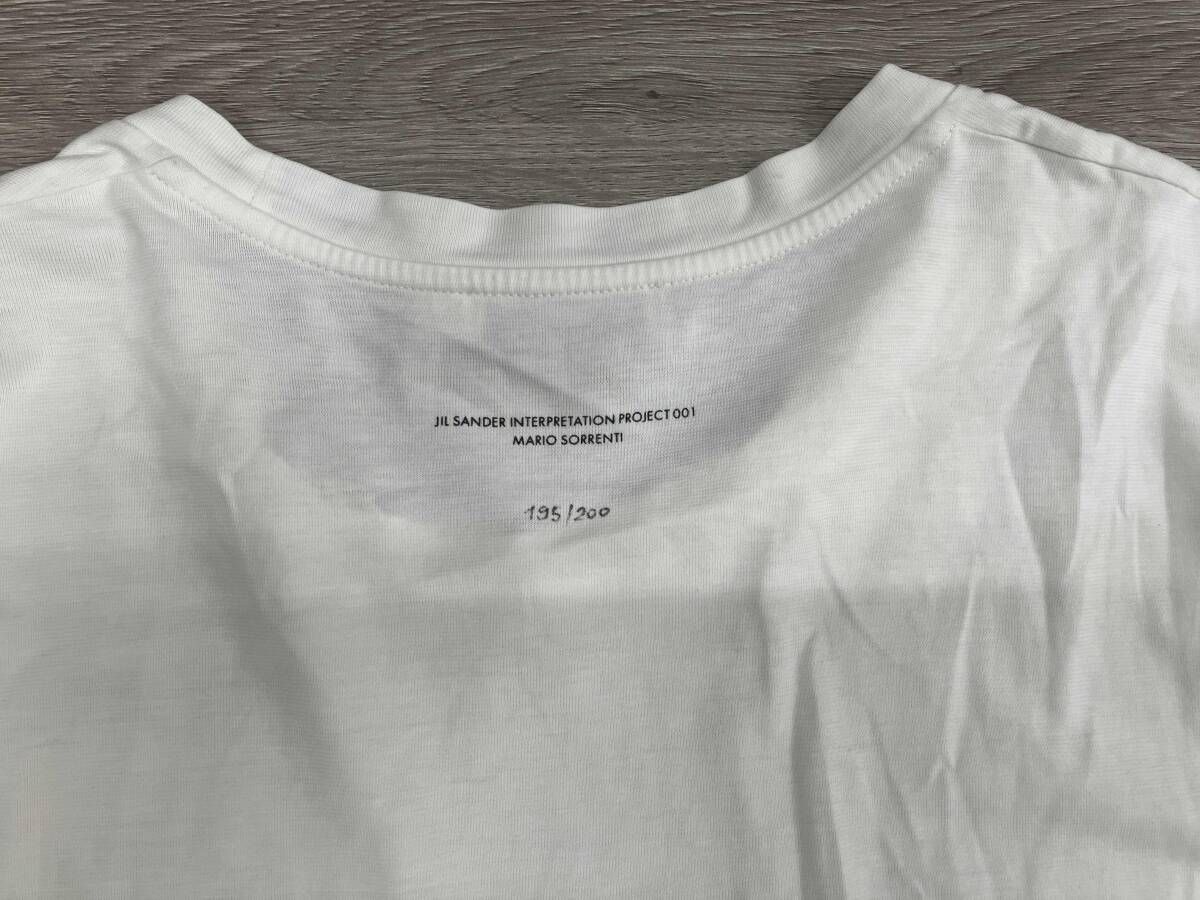 JIL SANDER INTERPRETATION PROJECT 001
MARIO SORRENTI
195/200